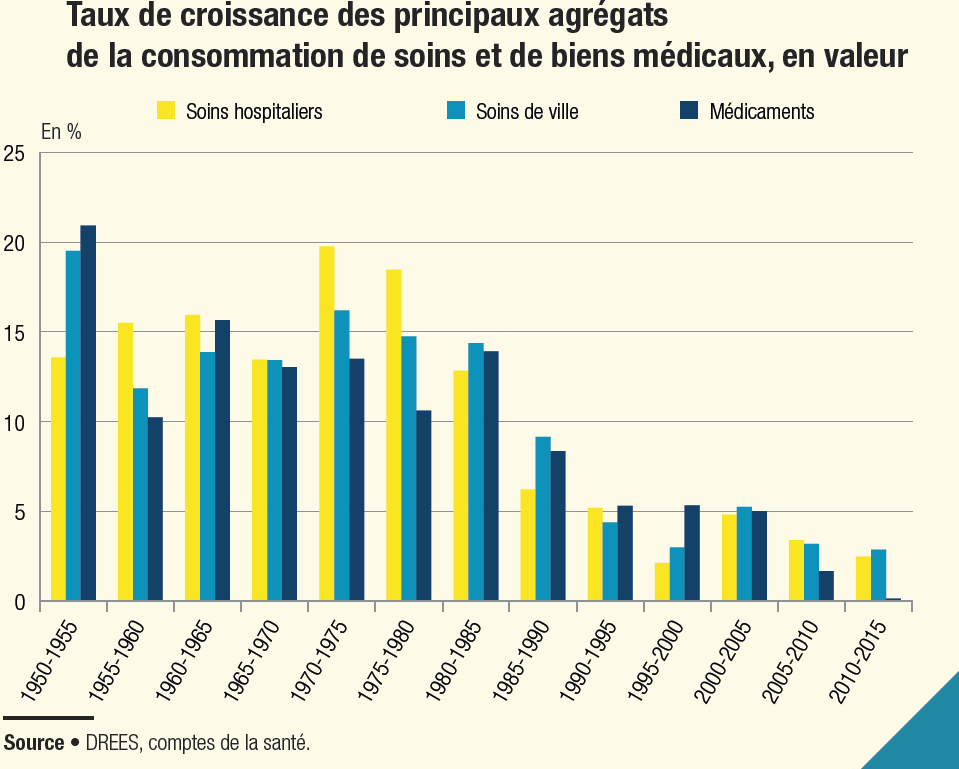 Taux de croissance des principaux agrégats
de la consommation de soins et de biens médicaux, en valeur
Soins hospitaliers
Soins de ville
Médicaments
En %
25
20
15
10
5
0
1950-1955
1955-1960
1960-1965
1965-1970
1970-1975
1975-1980
1980-1985
1985-1990
1990-1995
1995-2000
2000-2005
2005-2010
2010-2015
Source • DREES, comptes de la santé.